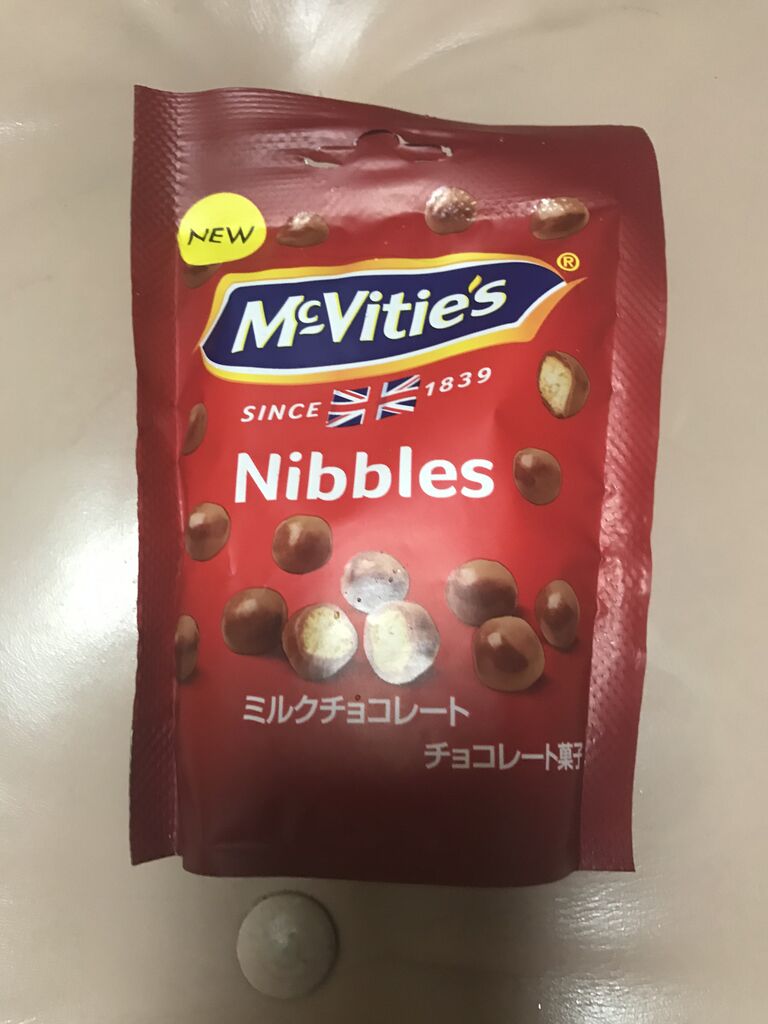 NEW
McVitie's®
SINCE 1839
Nibbles
ミルクチョコレート
チョコレート菓子